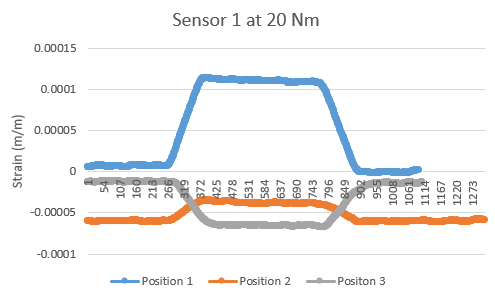 Sensor 1 at 20 Nm
Strain (m/m)
0.00015
0.0001
0.00005
0
-0.00005
-0.0001
1 54 107 160 213 266 319 372 425 478 531 584 637 690 743 796 849 902 955 1008 1061 1114 1167 1220 1273
Position 1 Position 2 Positon 3